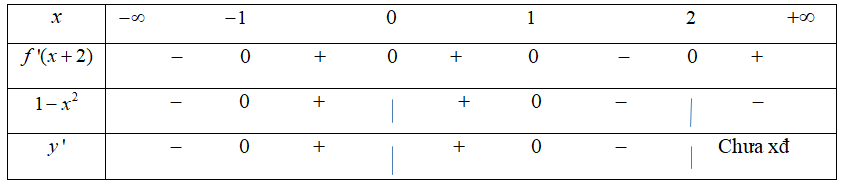 x −∞ −1 0 1 2 +∞
f '(x+2) − 0 + 0 + 0 − 0 +
1−x² − 0 + | + 0 − | −
y' − 0 + | + 0 − | Chưa xđ